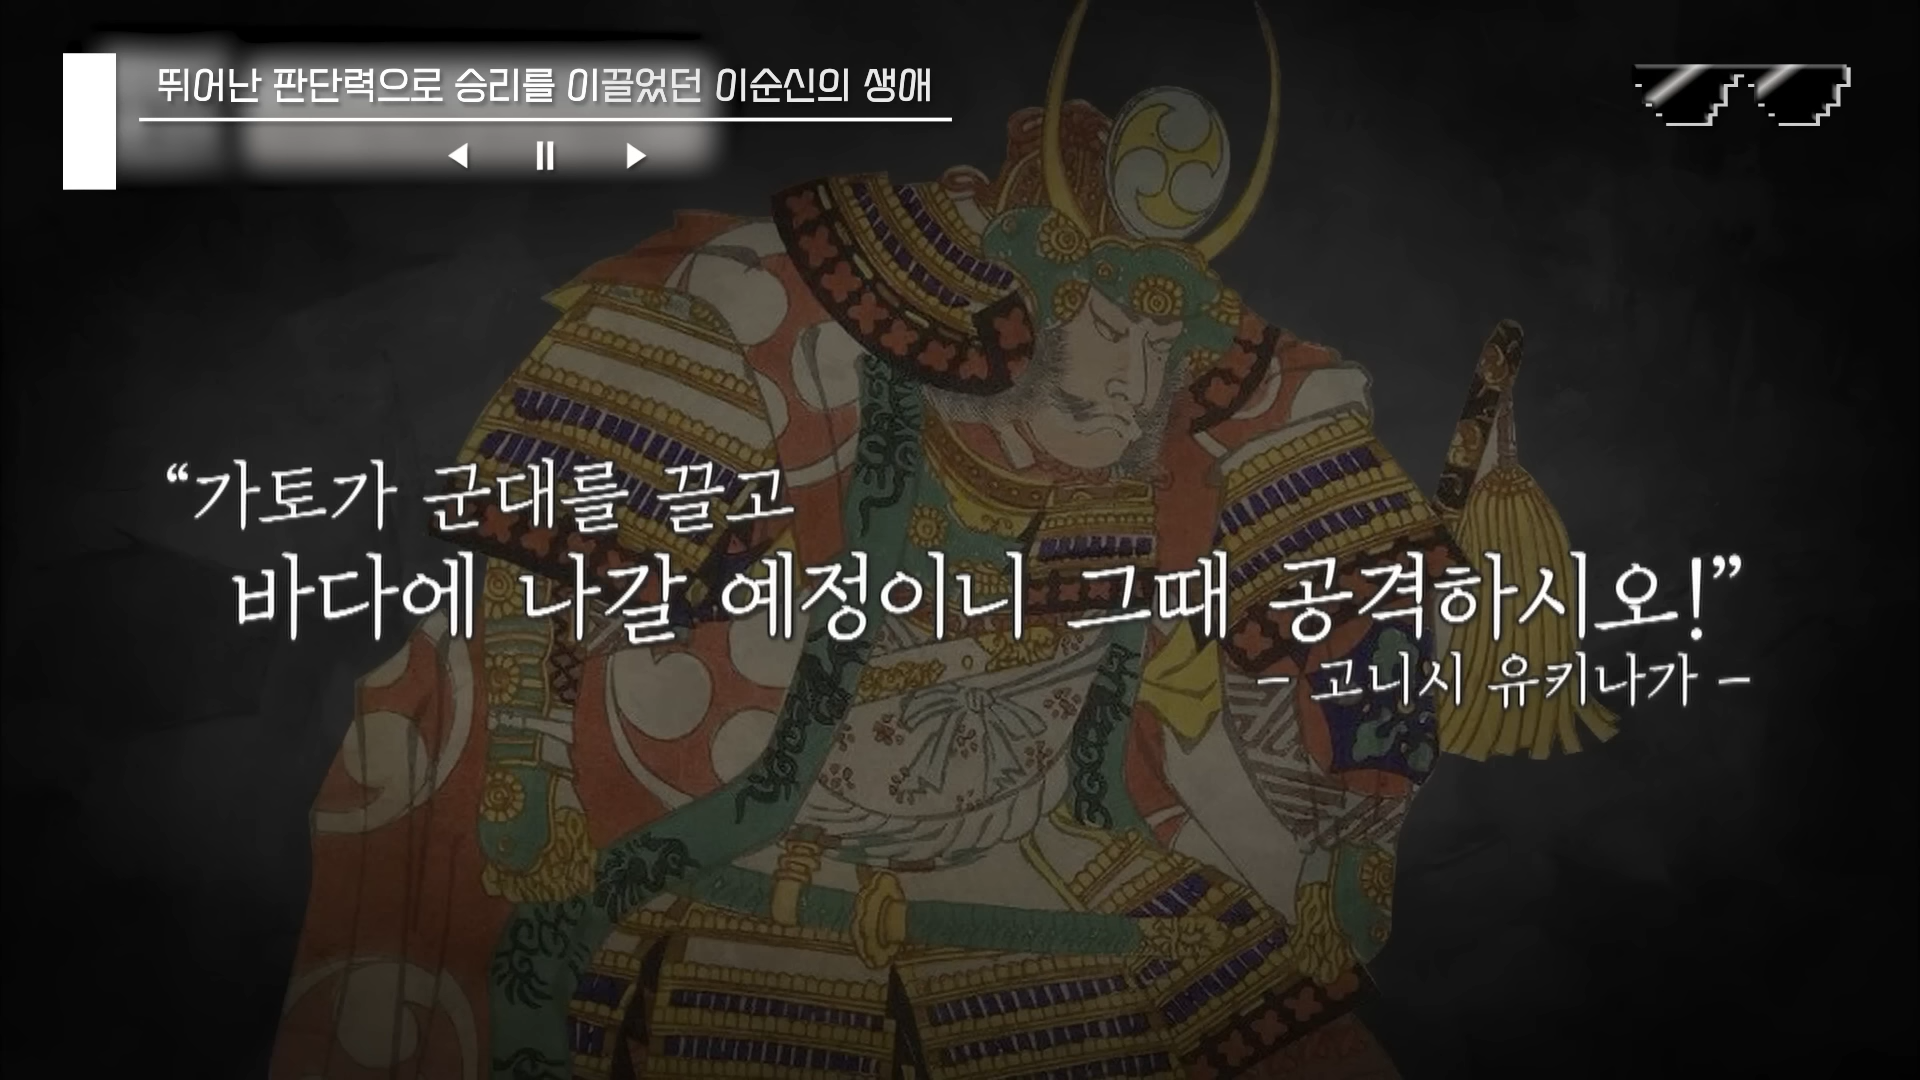 뛰어난 판단력으로 승리를 이끌었던 이순신의 생애
“가토가 군대를 끌고
바다에 나갈 예정이니 그때 공격하시오!”
– 고니시 유키나가 –